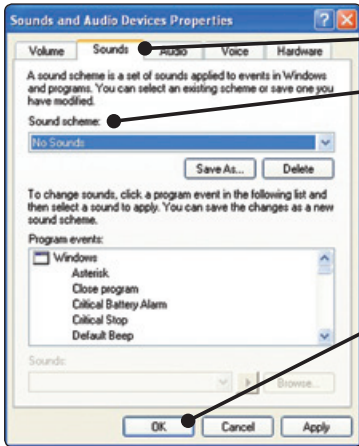 Sounds and Audio Devices Properties
Volume Sounds Audio Voice Hardware
A sound scheme is a set of sounds applied to events in Windows
and programs. You can select an existing scheme or save one you
have modified.
Sound scheme:
No Sounds
Save As... Delete
To change sounds, click a program event in the following list and
then select a sound to apply. You can save the changes as a new
sound scheme.
Program events:
Windows
Asterisk
Close program
Critical Battery Alarm
Critical Stop
Default Beep
Sounds:
Browse...
OK Cancel Apply